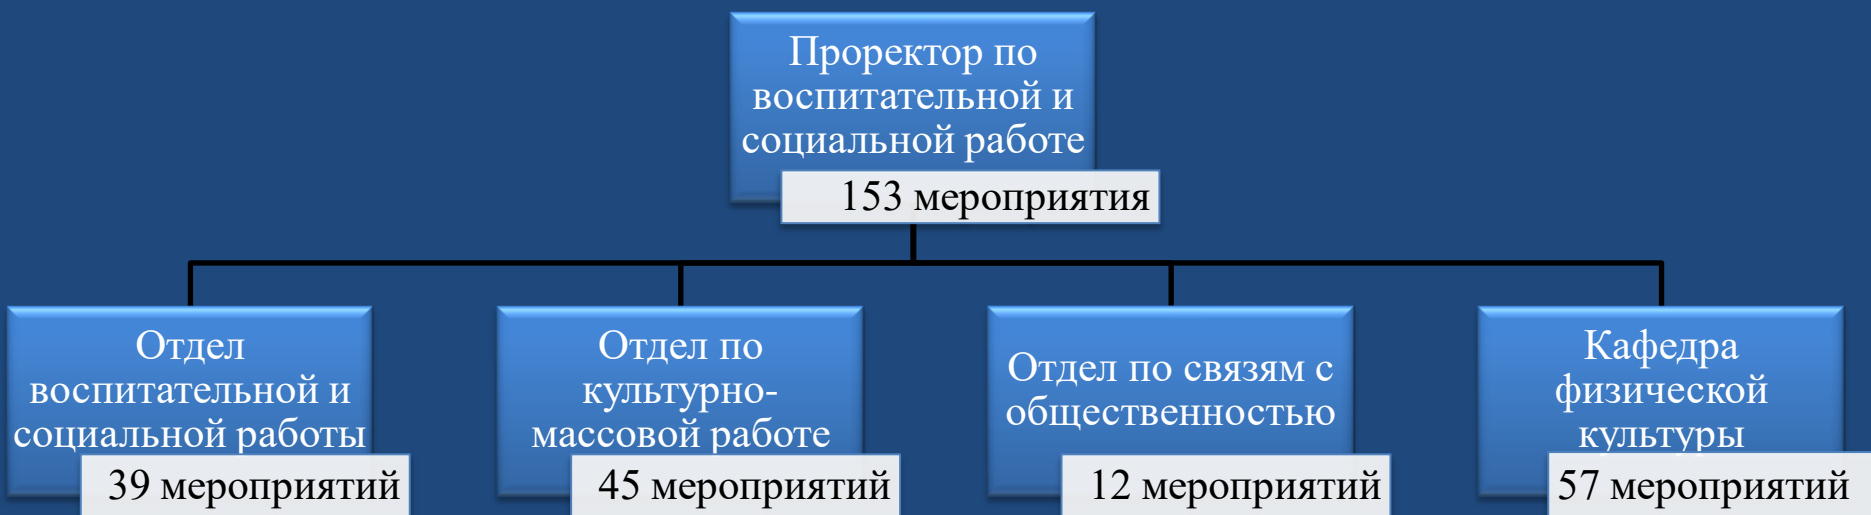 Проректор по
воспитательной и
социальной работе
153 мероприятия
Отдел
воспитательной и
социальной работы
39 мероприятий
Отдел по
культурно-
массовой работе
45 мероприятий
Отдел по связям с
общественностью
12 мероприятий
Кафедра
физической
культуры
57 мероприятий